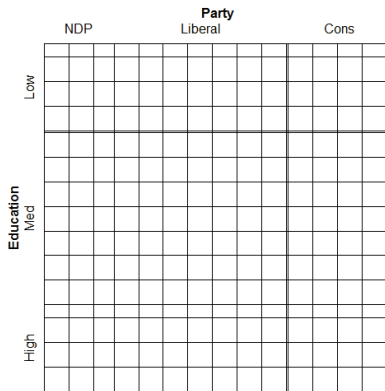 Party
NDP Liberal Cons
Education
Low
Med
High